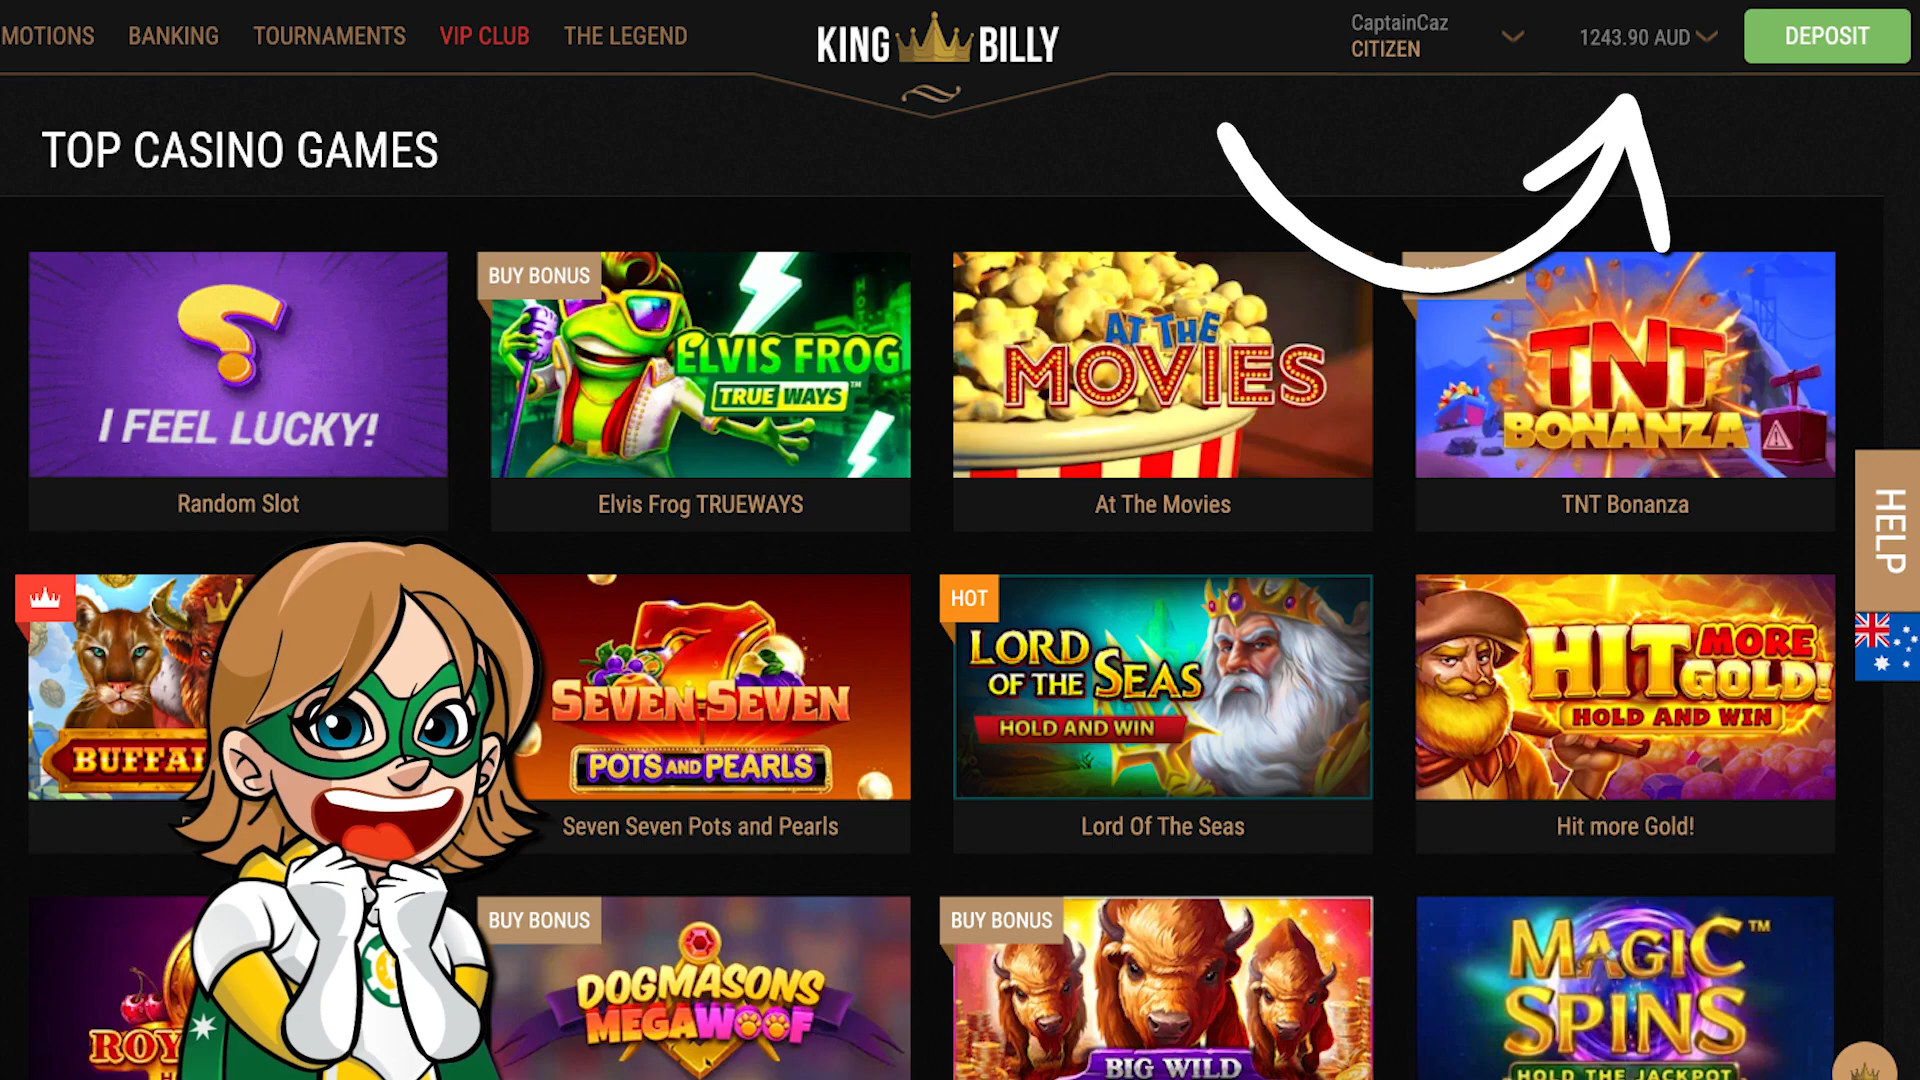 MOTIONS BANKING TOURNAMENTS VIP CLUB THE LEGEND
KING BILLY
CaptainCaz
CITIZEN
1243.90 AUD
DEPOSIT
TOP CASINO GAMES
I FEEL LUCKY!
Random Slot
BUY BONUS
ELVIS FROG
TRUE WAYS™
Elvis Frog TRUEWAYS
AT THE
MOVIES
At The Movies
TNT
BONANZA
TNT Bonanza
HELP
BUFFA
SEVEN-SEVEN
POTS AND PEARLS
Seven Seven Pots and Pearls
HOT
LORD
OF THE SEAS
HOLD AND WIN
Lord Of The Seas
HIT MORE
GOLD!
HOLD AND WIN
Hit more Gold!
ROY
BUY BONUS
DOGMASONS
MEGAWOOF
BUY BONUS
BIG WILD
MAGIC™
SPINS
HOLD THE JACKPOT